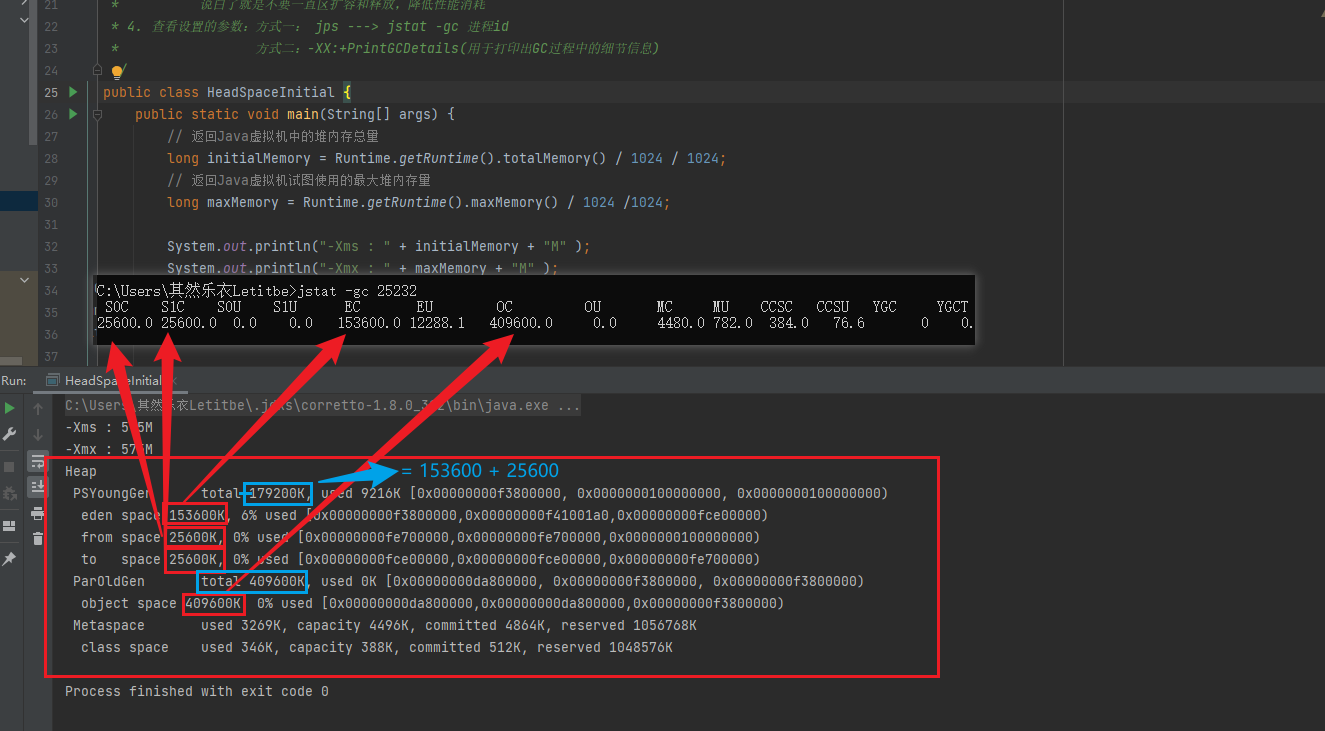 21 * 说白了就是不要一直区扩容和释放，降低性能消耗
22 * 4. 查看设置的参数：方式一： jps ---> jstat -gc 进程id
23 * 方式二：-XX:+PrintGCDetails(用于打印出GC过程中的细节信息)
24 */
25 public class HeadSpaceInitial {
26 public static void main(String[] args) {
27 // 返回Java虚拟机中的堆内存总量
28 long initialMemory = Runtime.getRuntime().totalMemory() / 1024 / 1024;
29 // 返回Java虚拟机试图使用的最大堆内存量
30 long maxMemory = Runtime.getRuntime().maxMemory() / 1024 /1024;
31
32 System.out.println("-Xms : " + initialMemory + "M" );
33 System.out.println("-Xmx : " + maxMemory + "M" );
34
35
36
37
C:\Users\其然乐衣Letitbe>jstat -gc 25232
S0C S1C S0U S1U EC EU OC OU MC MU CCSC CCSU YGC YGCT
25600.0 25600.0 0.0 0.0 153600.0 12288.1 409600.0 0.0 4480.0 782.0 384.0 76.6 0 0.
Run: HeadSpaceInitial
C:\Users\其然乐衣Letitbe\.jdks\corretto-1.8.0_342\bin\java.exe ...
-Xms : 575M
-Xmx : 575M
Heap
= 153600 + 25600
PSYoungGen total 179200K, used 9216K [0x00000000f3800000, 0x0000000100000000, 0x0000000100000000)
eden space 153600K, 6% used [0x00000000f3800000,0x00000000f41001a0,0x00000000fce00000)
from space 25600K, 0% used [0x00000000fe700000,0x00000000fe700000,0x0000000100000000)
to space 25600K, 0% used [0x00000000fce00000,0x00000000fce00000,0x00000000fe700000)
ParOldGen total 409600K, used 0K [0x00000000da800000, 0x00000000f3800000, 0x00000000f3800000)
object space 409600K 0% used [0x00000000da800000,0x00000000da800000,0x00000000f3800000)
Metaspace used 3269K, capacity 4496K, committed 4864K, reserved 1056768K
class space used 346K, capacity 388K, committed 512K, reserved 1048576K
Process finished with exit code 0